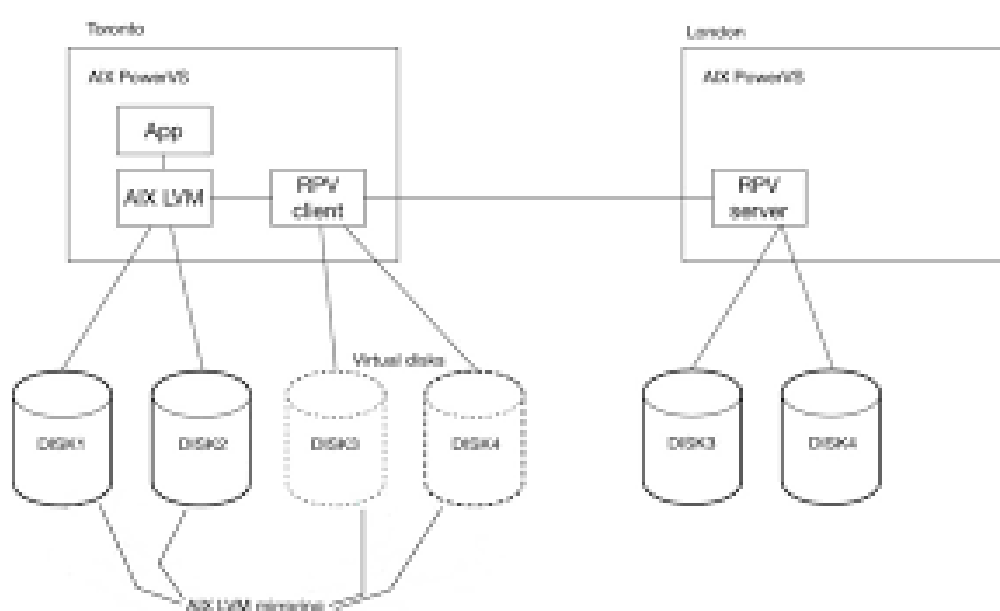 Toronto
London
AIX PowerVS
AIX PowerVS
App
AIX LVM
RPV
client
RPV
server
Virtual disks
DISK1
DISK2
DISK3
DISK4
DISK3
DISK4
AIX LVM mirroring